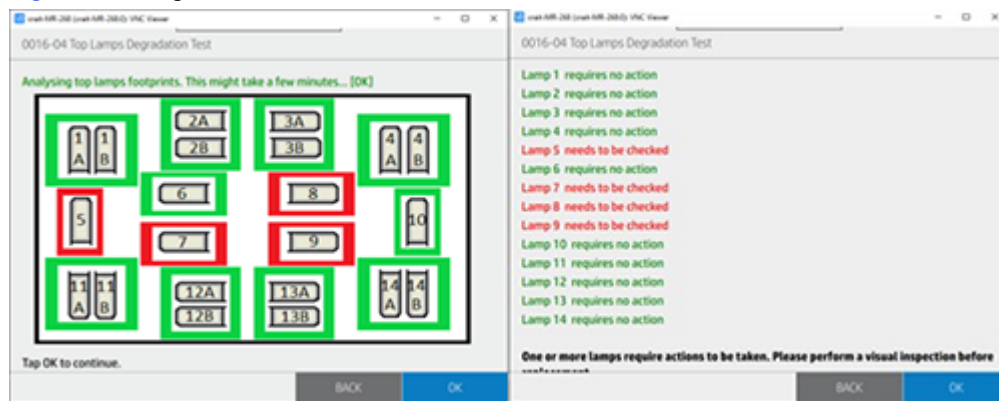 0016-04 Top Lamps Degradation Test
Analysing top lamps footprints. This might take a few minutes... [OK]
1 A
1 B
2A
2B
3A
3B
4 A
4 B
5
6
7
8
9
10
11 A
11 B
12A
12B
13A
13B
14 A
14 B
Tap OK to continue.
BACK
OK
0016-04 Top Lamps Degradation Test
Lamp 1 requires no action
Lamp 2 requires no action
Lamp 3 requires no action
Lamp 4 requires no action
Lamp 5 needs to be checked
Lamp 6 requires no action
Lamp 7 needs to be checked
Lamp 8 needs to be checked
Lamp 9 needs to be checked
Lamp 10 requires no action
Lamp 11 requires no action
Lamp 12 requires no action
Lamp 13 requires no action
Lamp 14 requires no action
One or more lamps require actions to be taken. Please perform a visual inspection before
BACK
OK